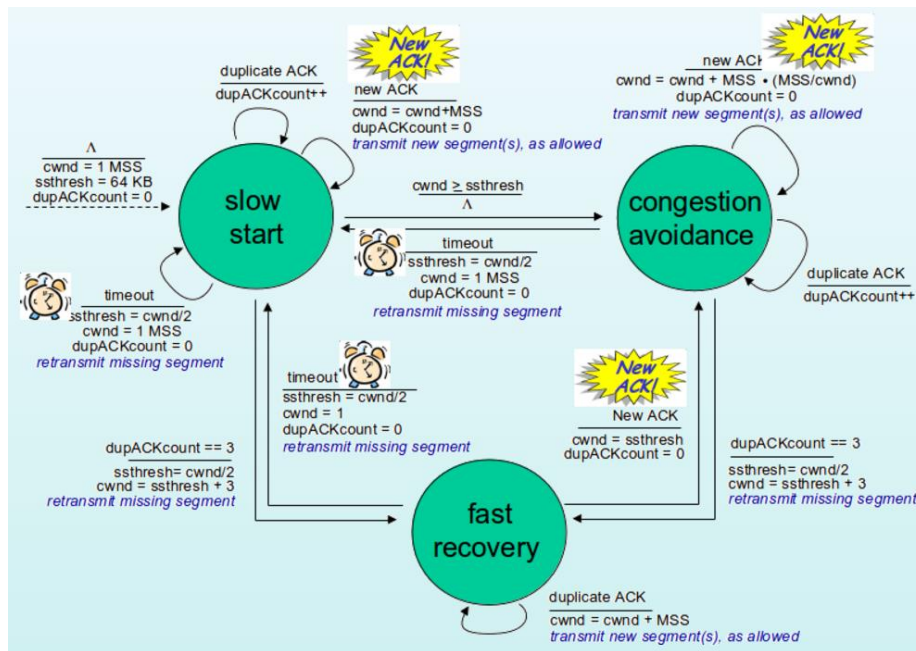 New
ACK!
duplicate ACK
dupACKcount++
new ACK
cwnd = cwnd+MSS
dupACKcount = 0
transmit new segment(s), as allowed
New
ACK!
new ACK
cwnd = cwnd + MSS • (MSS/cwnd)
dupACKcount = 0
transmit new segment(s), as allowed
Λ
cwnd = 1 MSS
ssthresh = 64 KB
dupACKcount = 0
slow
start
cwnd ≥ ssthresh
Λ
congestion
avoidance
timeout
ssthresh = cwnd/2
cwnd = 1 MSS
dupACKcount = 0
retransmit missing segment
duplicate ACK
dupACKcount++
timeout
ssthresh = cwnd/2
cwnd = 1 MSS
dupACKcount = 0
retransmit missing segment
timeout
ssthresh = cwnd/2
cwnd = 1
dupACKcount = 0
retransmit missing segment
New
ACK!
New ACK
cwnd = ssthresh
dupACKcount = 0
dupACKcount == 3
ssthresh= cwnd/2
cwnd = ssthresh + 3
retransmit missing segment
dupACKcount == 3
ssthresh= cwnd/2
cwnd = ssthresh + 3
retransmit missing segment
fast
recovery
duplicate ACK
cwnd = cwnd + MSS
transmit new segment(s), as allowed